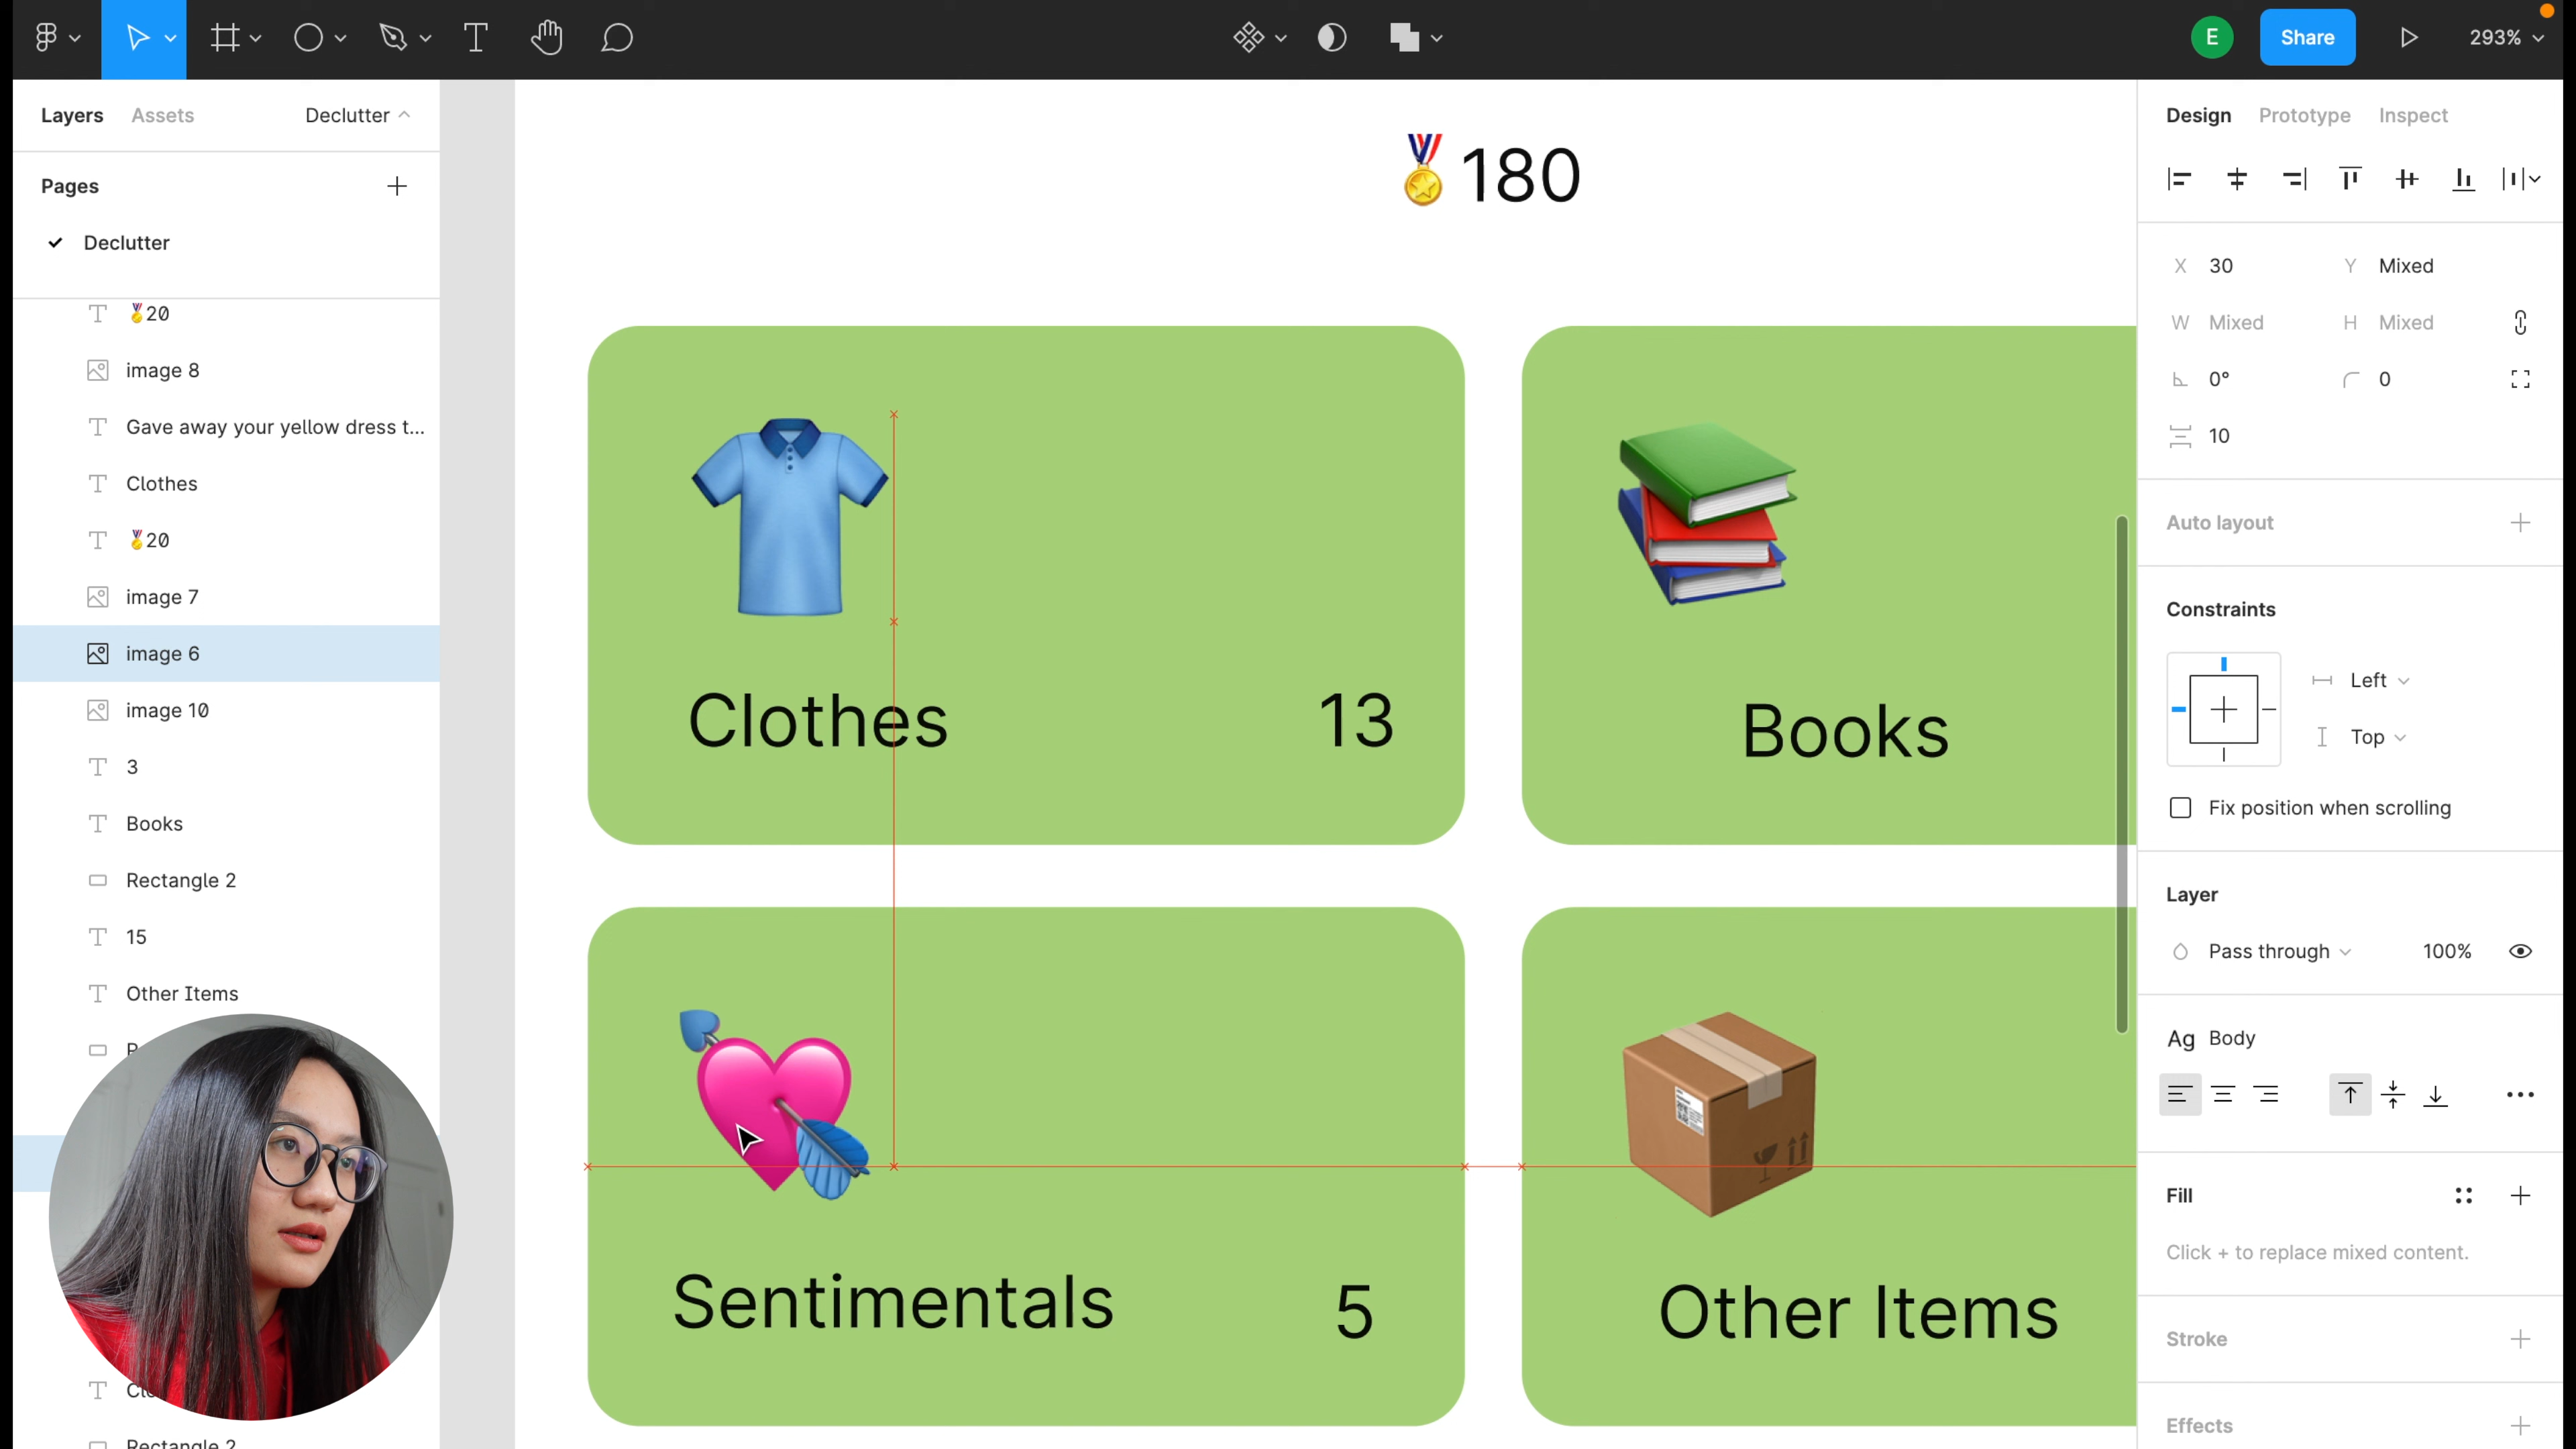 E
Share
293%
Layers
Assets
Declutter
Pages
Declutter
🏅20
image 8
Gave away your yellow dress t...
Clothes
🏅20
image 7
image 6
image 10
3
Books
Rectangle 2
15
Other Items
Rectangle 2
🏅180
Clothes
13
Books
Sentimentals
5
Other Items
Design
Prototype
Inspect
X 30
Y Mixed
W Mixed
H Mixed
0°
0
10
Auto layout
Constraints
Left
Top
Fix position when scrolling
Layer
Pass through
100%
Ag Body
Fill
Click + to replace mixed content.
Stroke
Effects